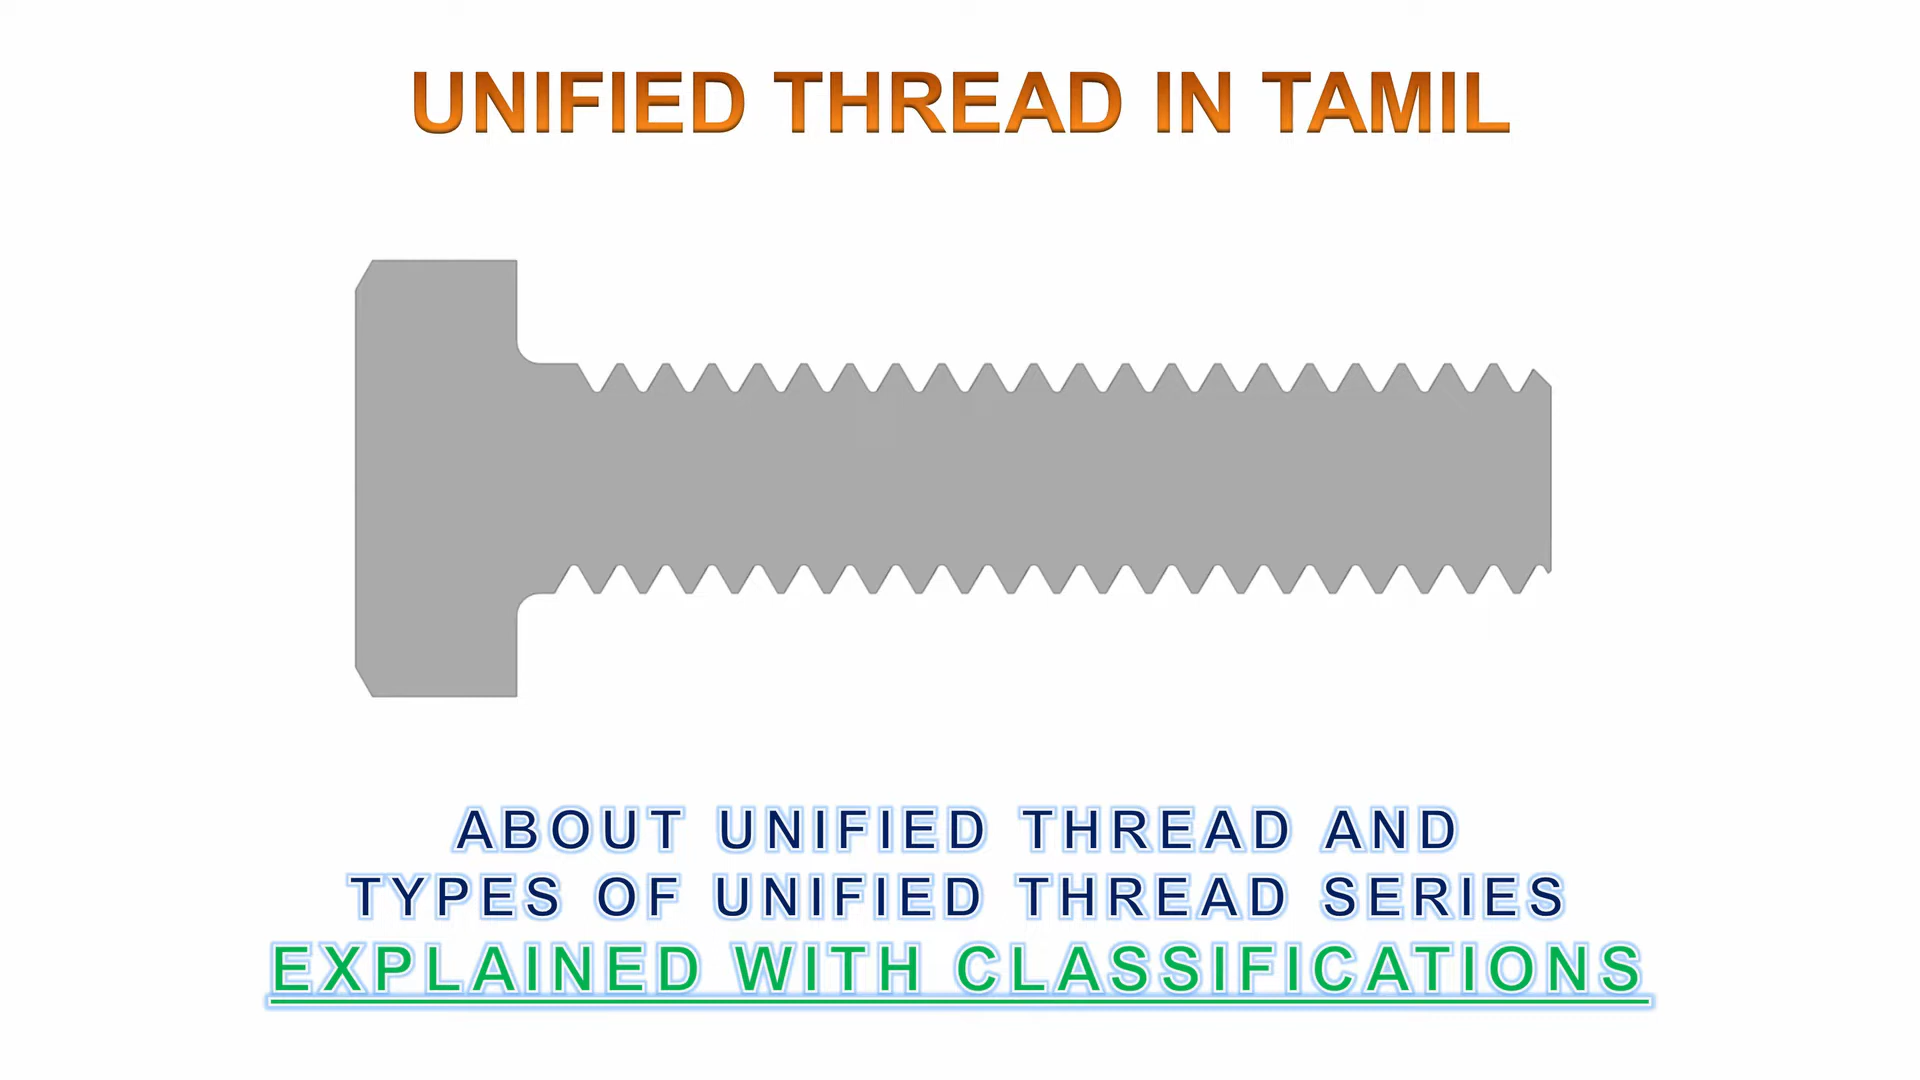 UNIFIED THREAD IN TAMIL
ABOUT UNIFIED THREAD AND
TYPES OF UNIFIED THREAD SERIES
EXPLAINED WITH CLASSIFICATIONS